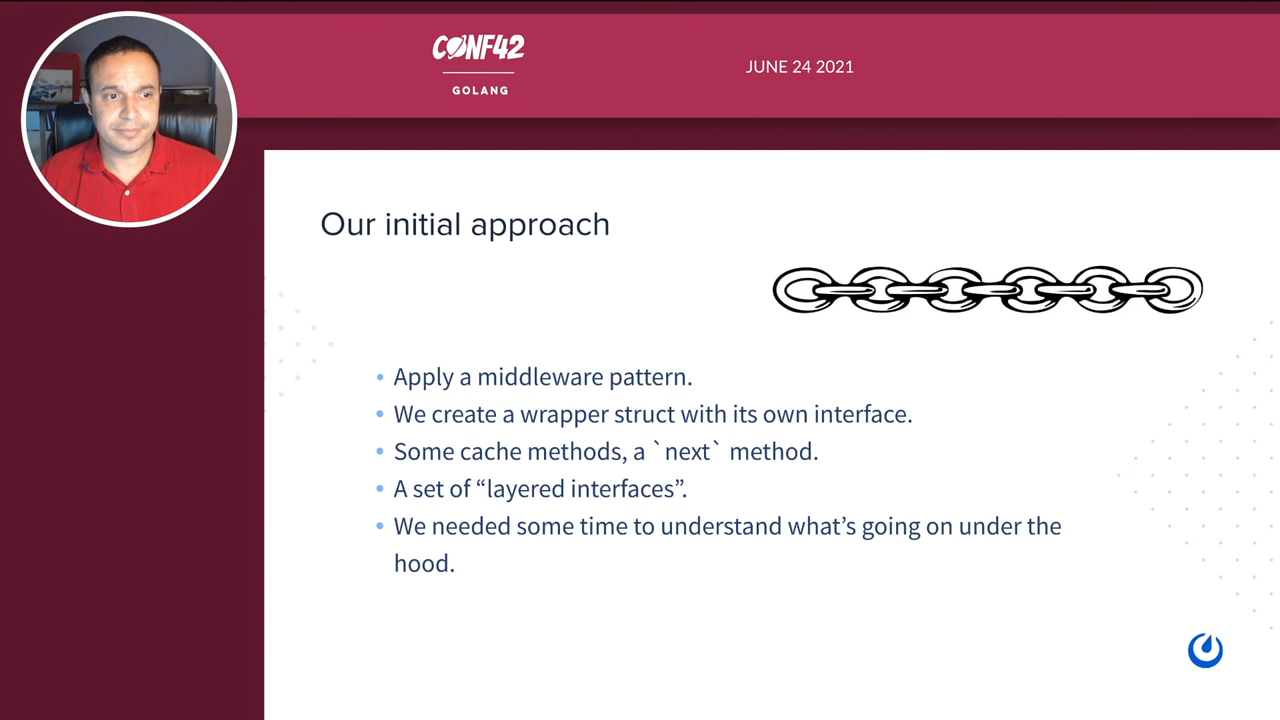 CONF42
GOLANG
JUNE 24 2021
Our initial approach
• Apply a middleware pattern.
• We create a wrapper struct with its own interface.
• Some cache methods, a `next` method.
• A set of “layered interfaces”.
• We needed some time to understand what’s going on under the
hood.